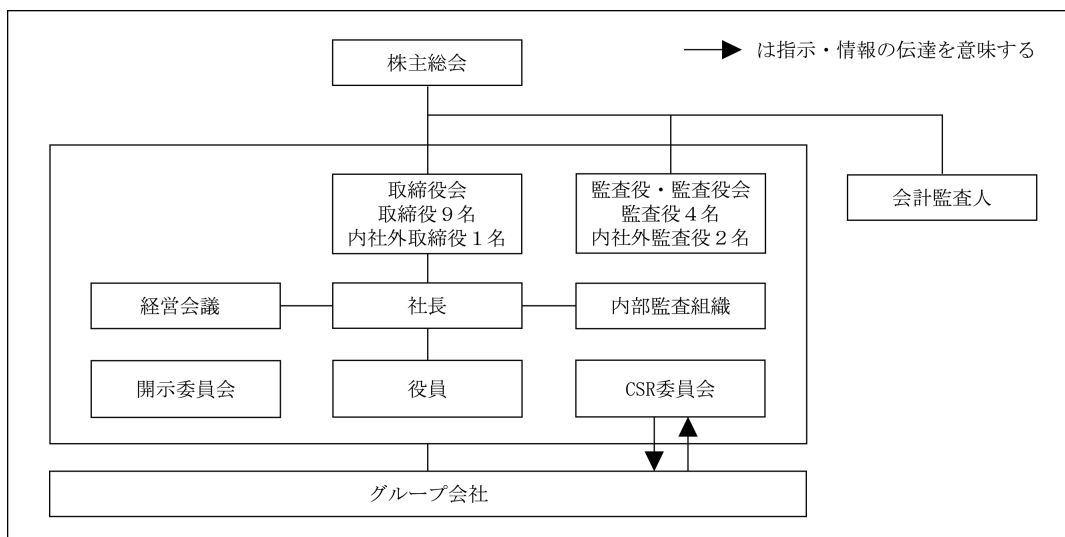 株主総会
は指示・情報の伝達を意味する
取締役会
取締役９名
内社外取締役１名
監査役・監査役会
監査役４名
内社外監査役２名
会計監査人
経営会議
社長
内部監査組織
開示委員会
役員
CSR委員会
グループ会社